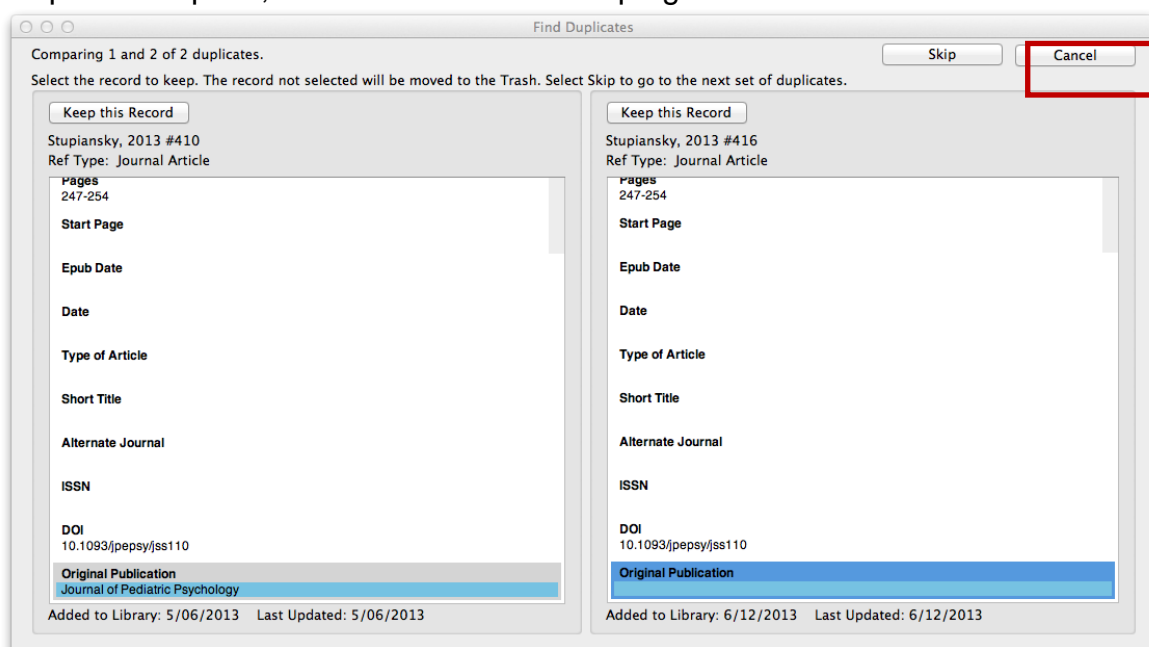 Find Duplicates
Comparing 1 and 2 of 2 duplicates.
Skip
Cancel
Select the record to keep. The record not selected will be moved to the Trash. Select Skip to go to the next set of duplicates.
Keep this Record
Stupiansky, 2013 #410
Ref Type: Journal Article
Pages
247-254
Start Page
Epub Date
Date
Type of Article
Short Title
Alternate Journal
ISSN
DOI
10.1093/jpepsy/jss110
Original Publication
Journal of Pediatric Psychology
Added to Library: 5/06/2013 Last Updated: 5/06/2013
Keep this Record
Stupiansky, 2013 #416
Ref Type: Journal Article
Pages
247-254
Start Page
Epub Date
Date
Type of Article
Short Title
Alternate Journal
ISSN
DOI
10.1093/jpepsy/jss110
Original Publication
Added to Library: 6/12/2013 Last Updated: 6/12/2013